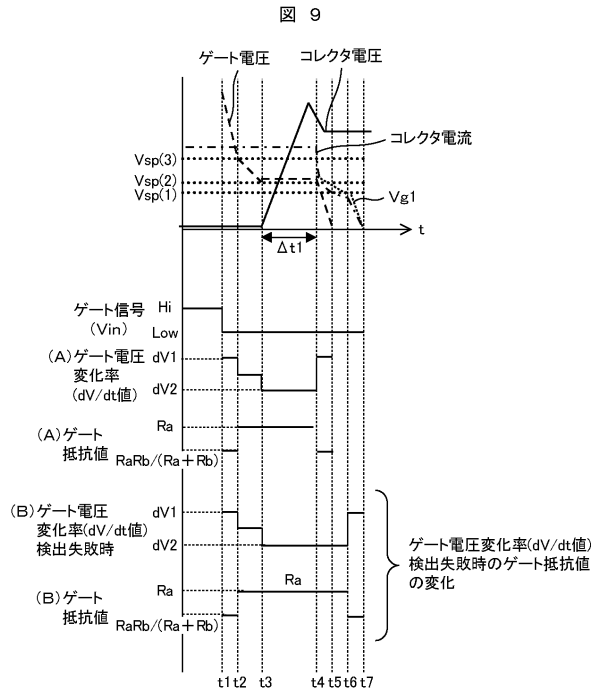 図 9
ゲート電圧
コレクタ電圧
コレクタ電流
Vsp(3)
Vsp(2)
Vsp(1)
Vg1
t
Δt1
ゲート信号
(Vin)
Hi
Low
(A)ゲート電圧
変化率
(dV/dt値)
dV1
dV2
(A)ゲート
抵抗値
Ra
RaRb/(Ra+Rb)
(B)ゲート電圧
変化率(dV/dt値)
検出失敗時
dV1
dV2
(B)ゲート
抵抗値
Ra
Ra
RaRb/(Ra+Rb)
ゲート電圧変化率(dV/dt値)
検出失敗時のゲート抵抗値
の変化
t1 t2 t3 t4 t5 t6 t7